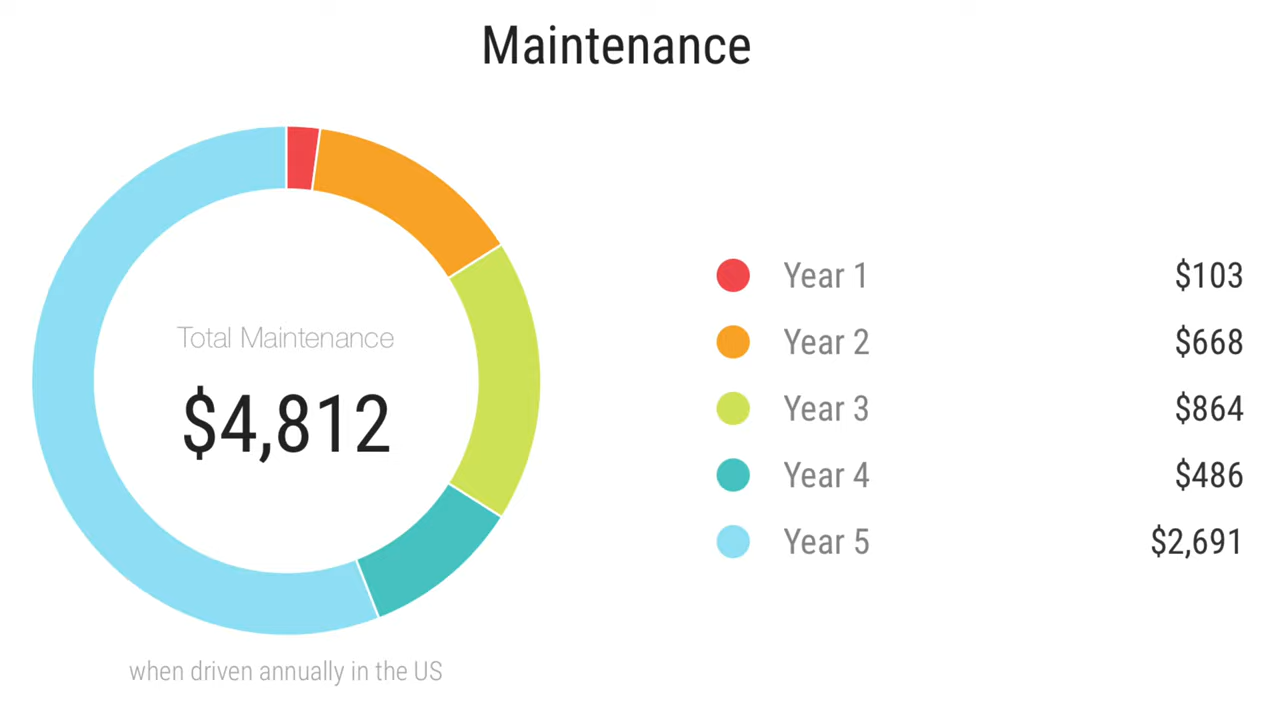 Maintenance
Total Maintenance
$4,812
when driven annually in the US
Year 1 $103
Year 2 $668
Year 3 $864
Year 4 $486
Year 5 $2,691